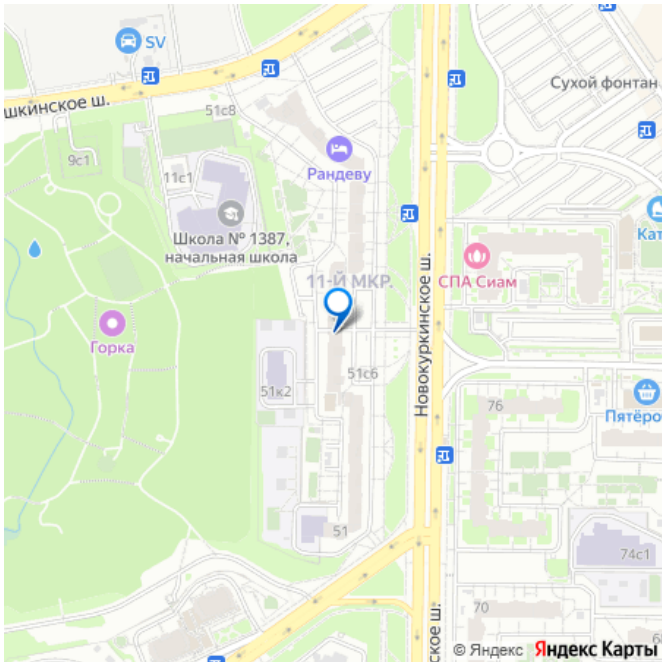 SV
шкинское ш.
51с8
Сухой фонтан
9с1
11с1
Рандеву
Школа № 1387,
начальная школа
Кат
СПА Сиам
11-Й МКР.
Горка
Новокуркинское ш.
51с6
51к2
76
Пятёро
51
74с1
70
ское ш.
© Яндекс Яндекс Карты